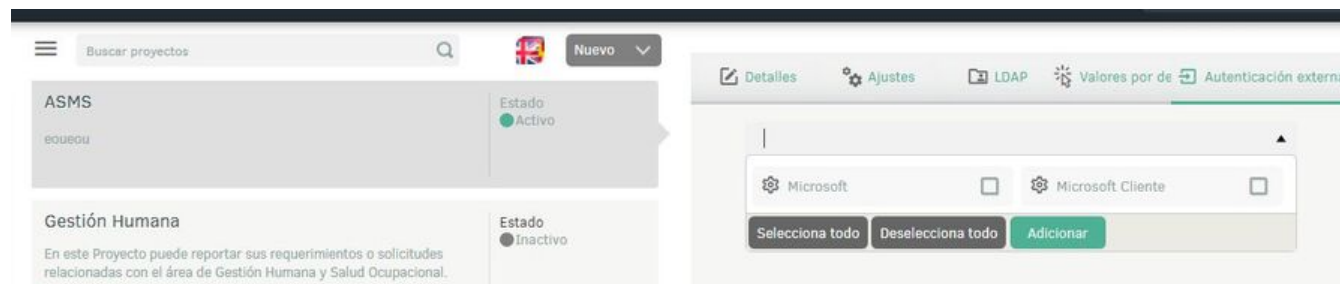 Buscar proyectos
Nuevo
ASMS
eoueou
Estado
Activo
Gestión Humana
En este Proyecto puede reportar sus requerimientos o solicitudes
relacionadas con el área de Gestión Humana y Salud Ocupacional.
Estado
Inactivo
Detalles
Ajustes
LDAP
Valores por de
Autenticación externa
Microsoft
Microsoft Cliente
Selecciona todo
Deselecciona todo
Adicionar